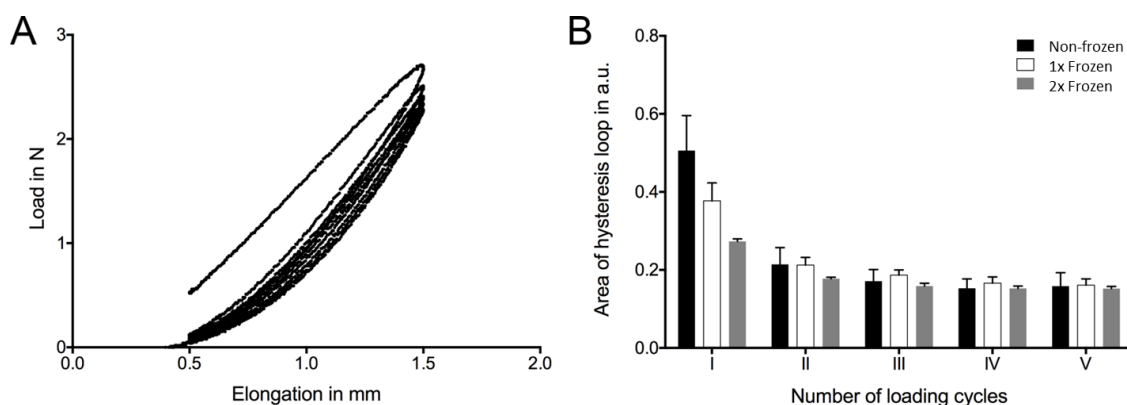 A
3
2
1
0
0.0
0.5
1.0
1.5
2.0
Load in N
Elongation in mm
B
0.8
0.6
0.4
0.2
0.0
Area of hysteresis loop in a.u.
Non-frozen
1x Frozen
2x Frozen
I
II
III
IV
V
Number of loading cycles